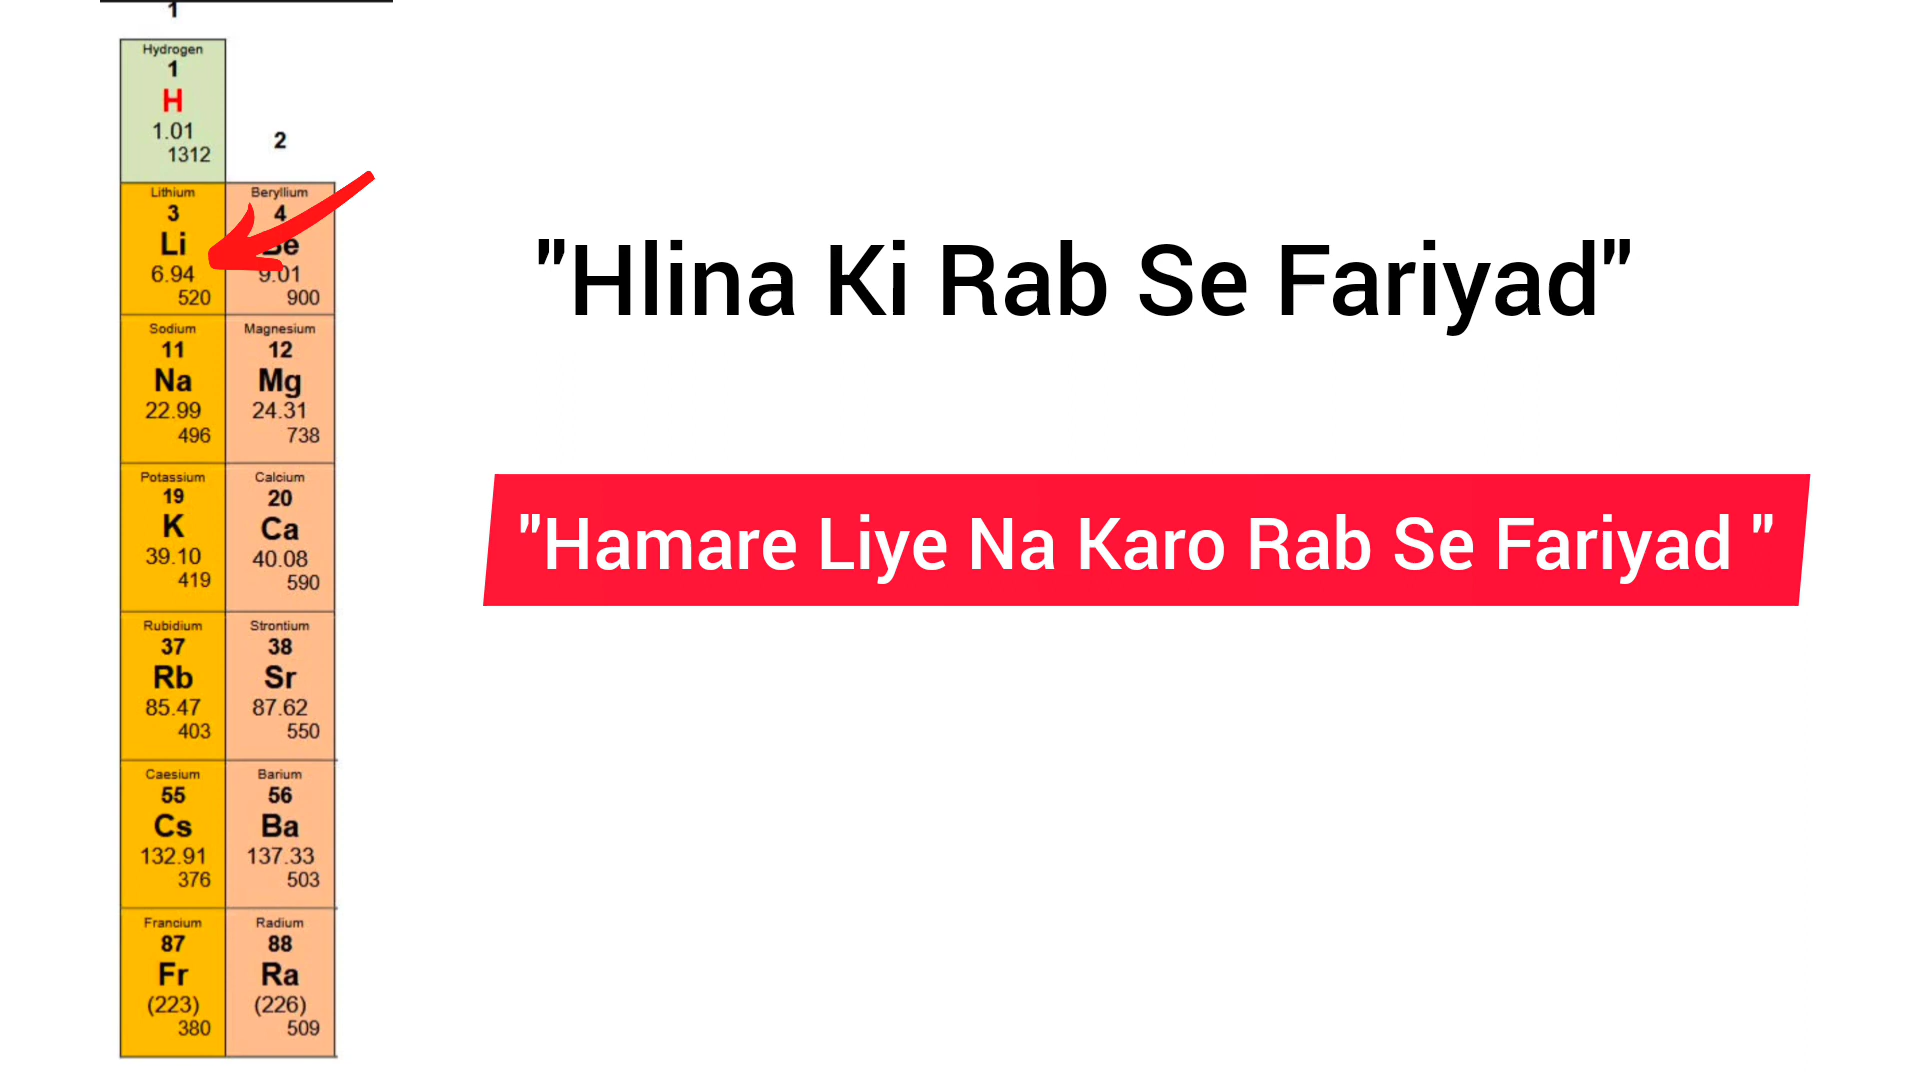 1
Hydrogen
1
H
1.01
1312
2
Lithium
3
Li
6.94
520
Beryllium
4
Be
9.01
900
Sodium
11
Na
22.99
496
Magnesium
12
Mg
24.31
738
Potassium
19
K
39.10
419
Calcium
20
Ca
40.08
590
Rubidium
37
Rb
85.47
403
Strontium
38
Sr
87.62
550
Caesium
55
Cs
132.91
376
Barium
56
Ba
137.33
503
Francium
87
Fr
(223)
380
Radium
88
Ra
(226)
509
"Hlina Ki Rab Se Fariyad"
"Hamare Liye Na Karo Rab Se Fariyad "